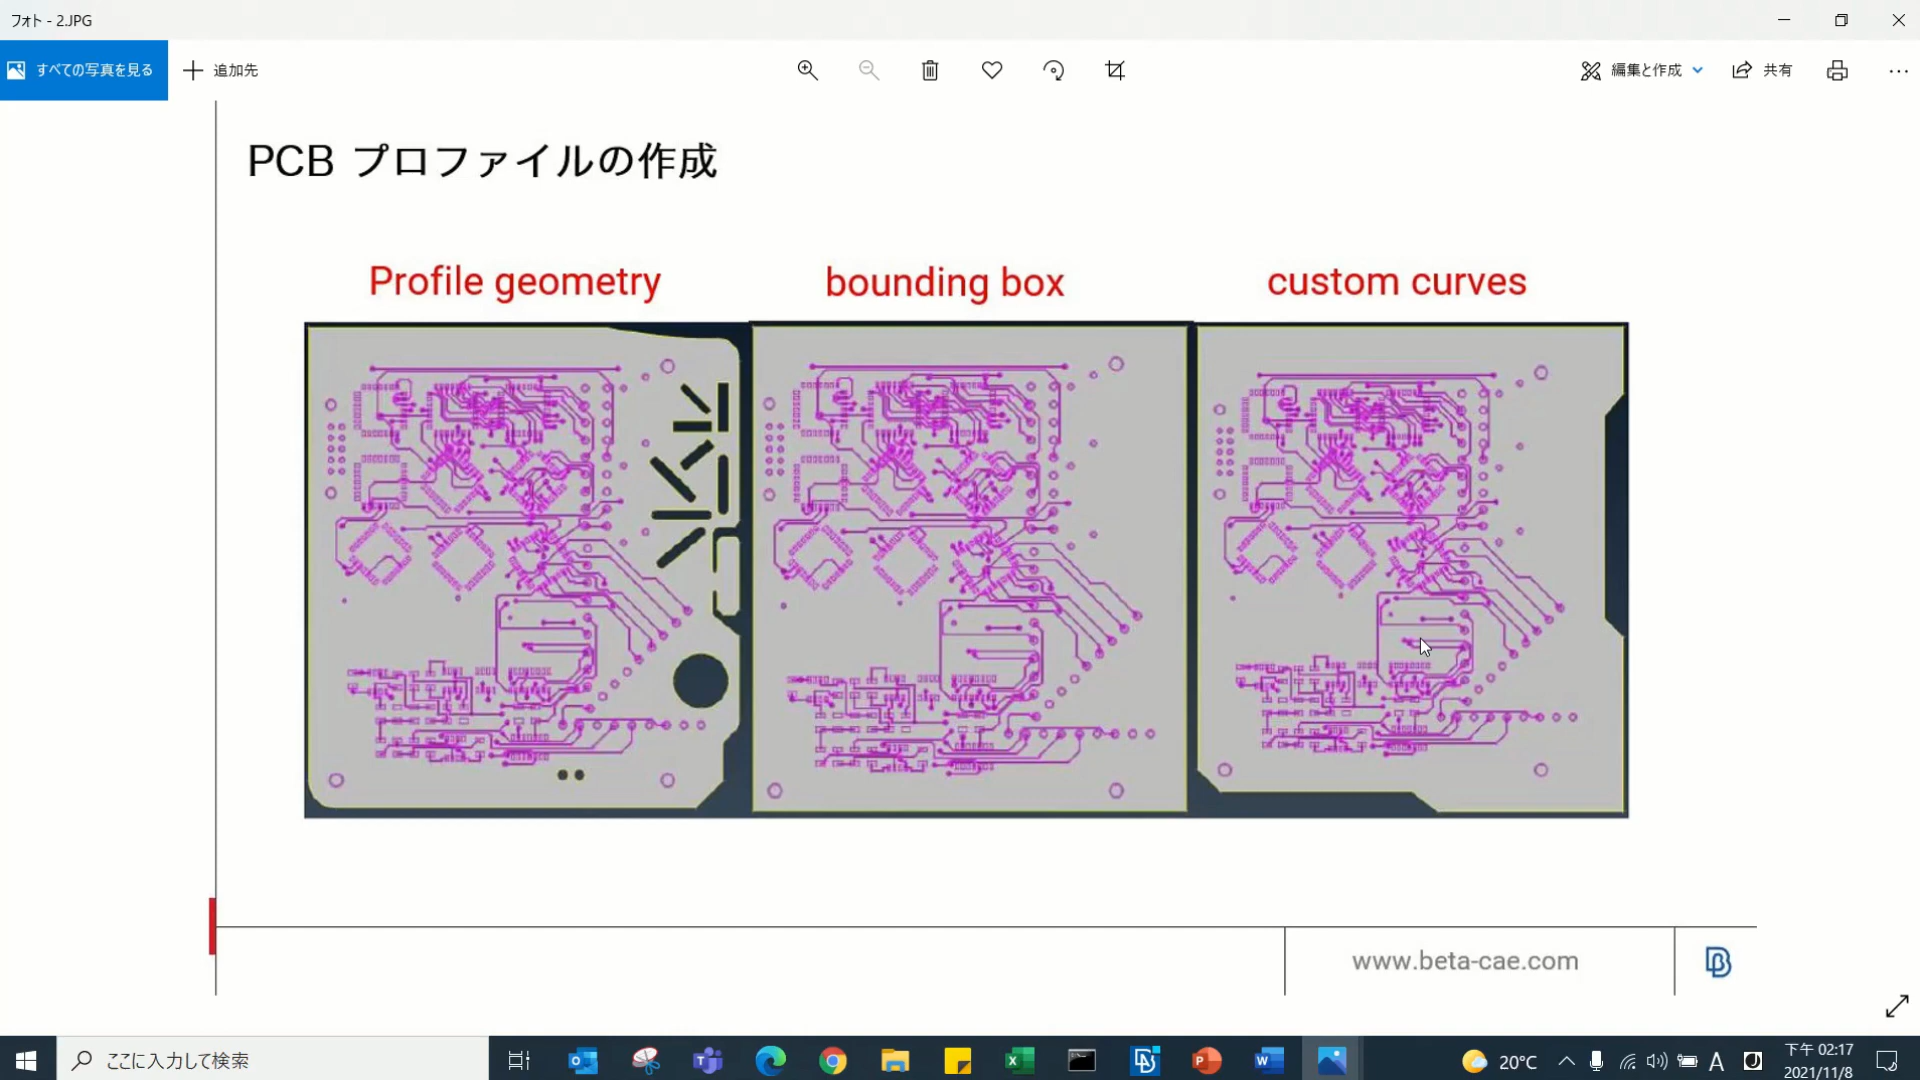 フォト - 2.JPG
すべての写真を見る
追加先
編集と作成
共有
PCB プロファイルの作成
Profile geometry
bounding box
custom curves
www.beta-cae.com
ここに入力して検索
20°C
A
下午 02:17
2021/11/8